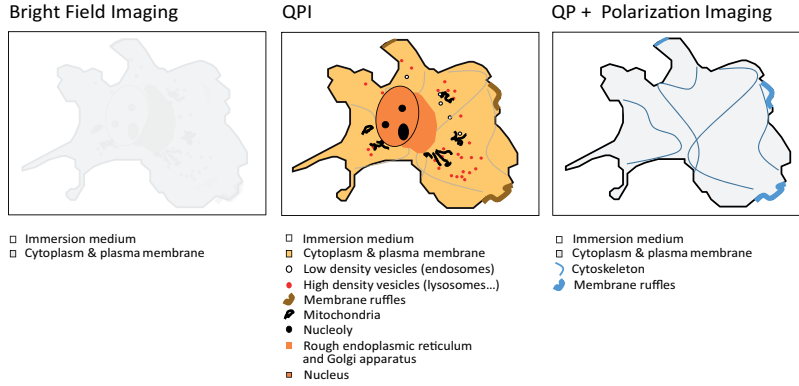 Bright Field Imaging
QPI
QP + Polarization Imaging
Immersion medium
Cytoplasm & plasma membrane
Immersion medium
Cytoplasm & plasma membrane
Low density vesicles (endosomes)
High density vesicles (lysosomes...)
Membrane ruffles
Mitochondria
Nucleoly
Rough endoplasmic reticulum
and Golgi apparatus
Nucleus
Immersion medium
Cytoplasm & plasma membrane
Cytoskeleton
Membrane ruffles